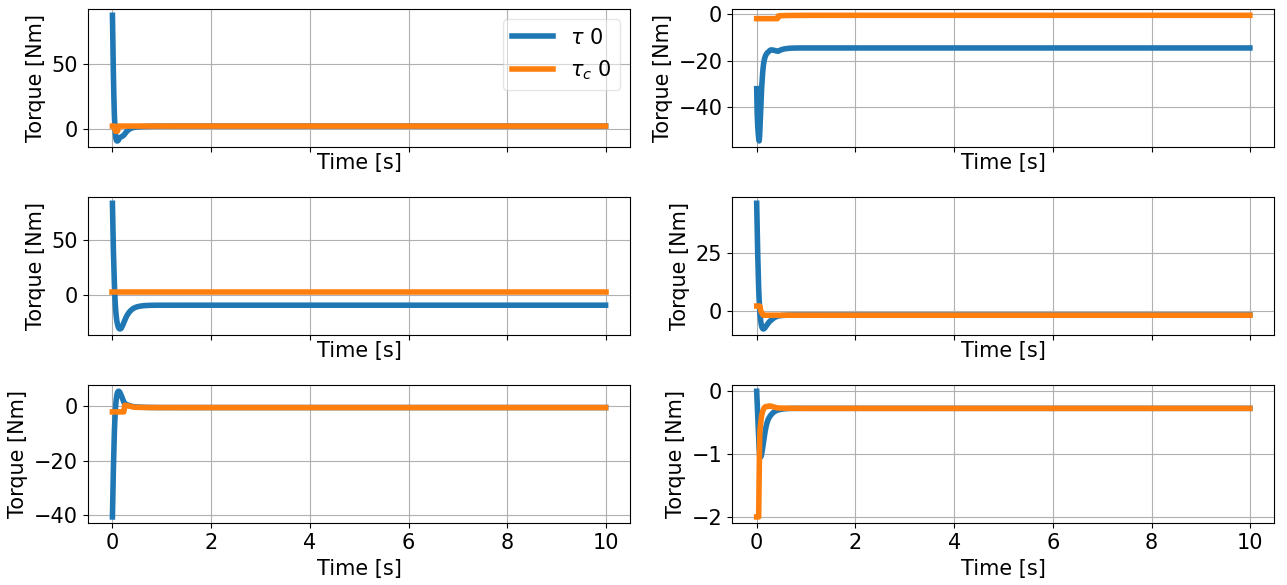 Torque [Nm]
50
0
τ 0
τc 0
Time [s]
Torque [Nm]
0
−20
−40
Time [s]
Torque [Nm]
50
0
Time [s]
Torque [Nm]
25
0
Time [s]
Torque [Nm]
0
−20
−40
0 2 4 6 8 10
Time [s]
Torque [Nm]
0
−1
−2
0 2 4 6 8 10
Time [s]